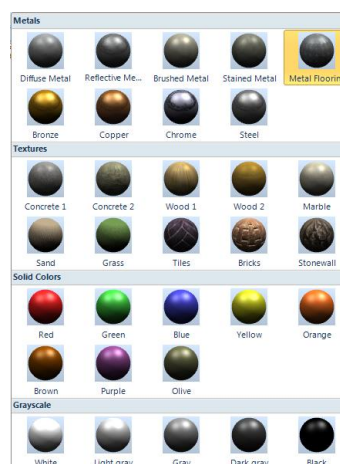 Metals
Diffuse Metal Reflective Me... Brushed Metal Stained Metal Metal Floorin
Bronze Copper Chrome Steel
Textures
Concrete 1 Concrete 2 Wood 1 Wood 2 Marble
Sand Grass Tiles Bricks Stonewall
Solid Colors
Red Green Blue Yellow Orange
Brown Purple Olive
Grayscale
White Light gray Gray Dark gray Black